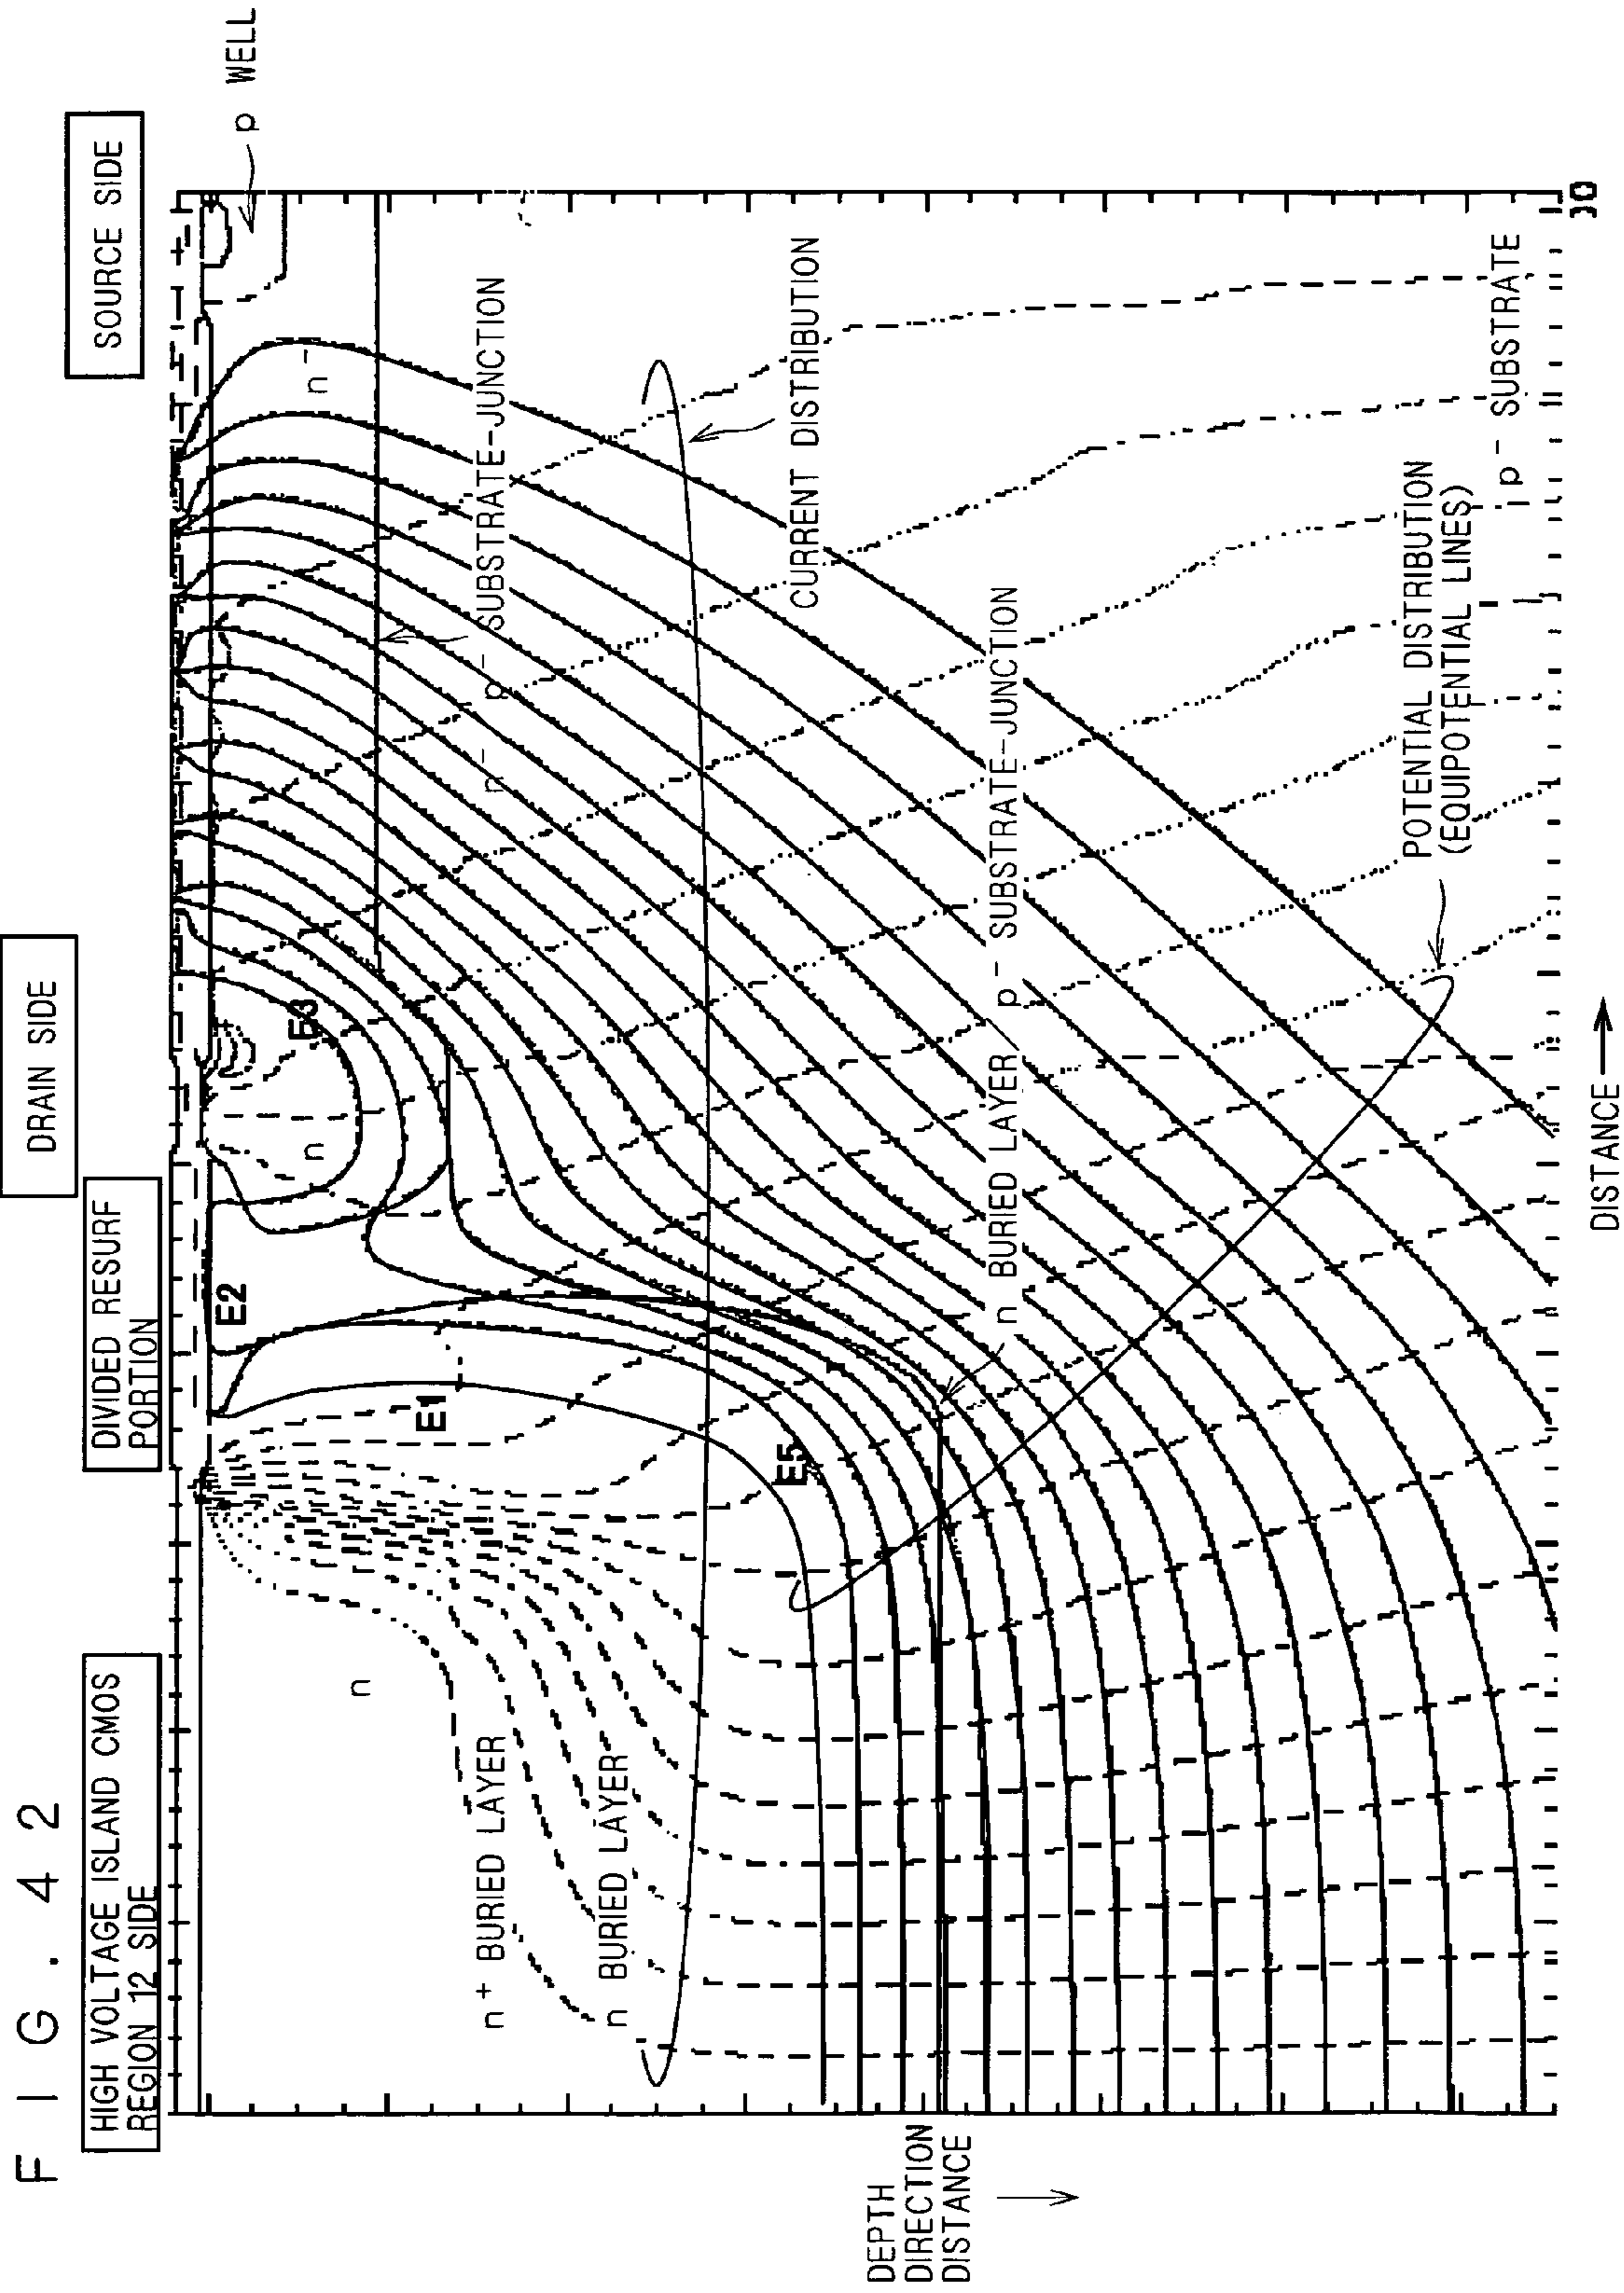 F I G . 4 2
HIGH VOLTAGE ISLAND CMOS
REGION 12 SIDE
DIVIDED RESURF
PORTION
DRAIN SIDE
SOURCE SIDE
p WELL
E2
E3
n
n⁻
E1
n
n⁺ BURIED LAYER
n BURIED LAYER
n⁻ p⁻
SUBSTRATE-JUNCTION
E5
CURRENT DISTRIBUTION
n BURIED LAYER p⁻ SUBSTRATE-JUNCTION
POTENTIAL DISTRIBUTION
(EQUIPOTENTIAL LINES)
p⁻ SUBSTRATE
DEPTH
DIRECTION
DISTANCE
DISTANCE